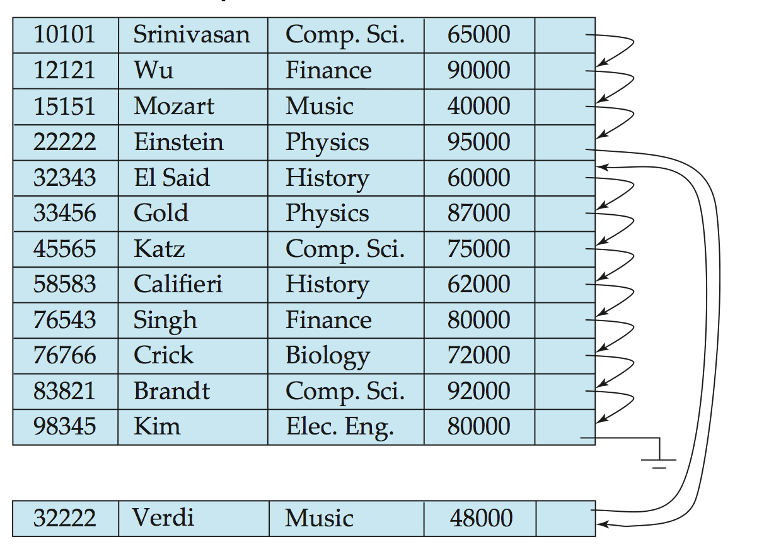 10101 Srinivasan Comp. Sci. 65000
12121 Wu Finance 90000
15151 Mozart Music 40000
22222 Einstein Physics 95000
32343 El Said History 60000
33456 Gold Physics 87000
45565 Katz Comp. Sci. 75000
58583 Califieri History 62000
76543 Singh Finance 80000
76766 Crick Biology 72000
83821 Brandt Comp. Sci. 92000
98345 Kim Elec. Eng. 80000
32222 Verdi Music 48000